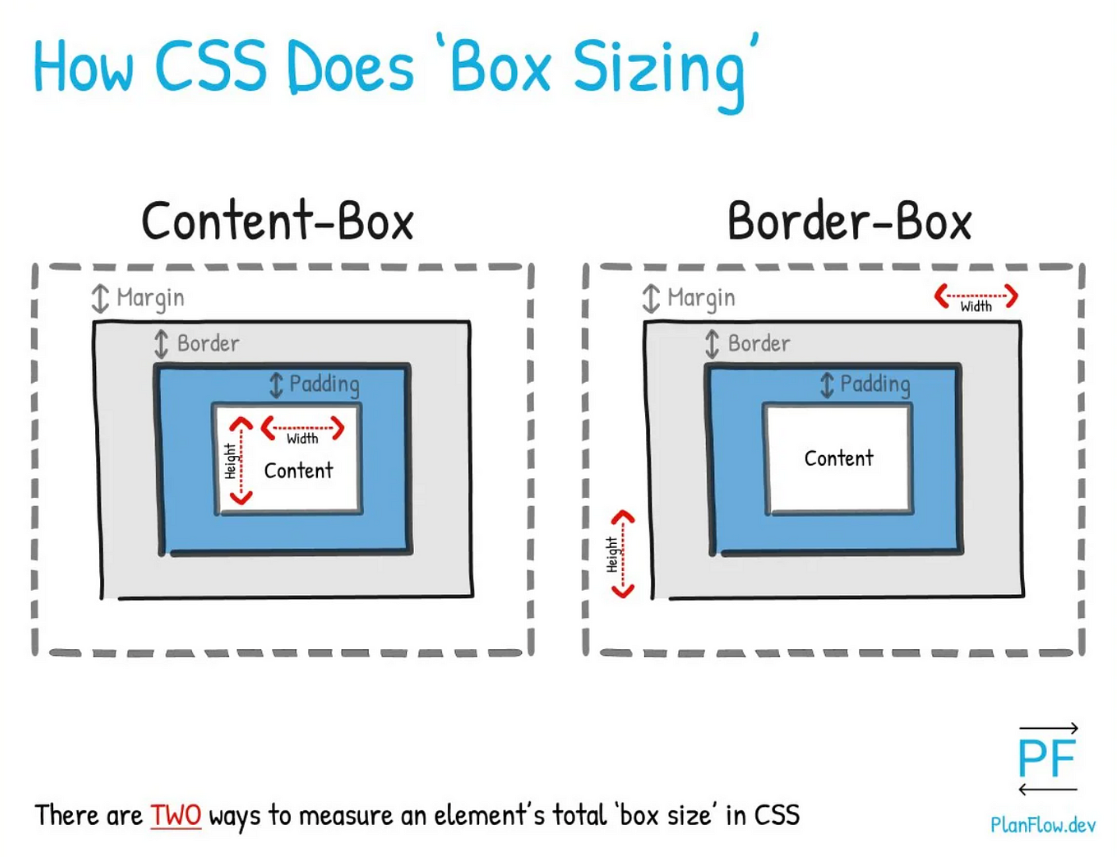 How CSS Does ‘Box Sizing’
Content-Box
Margin
Border
Padding
Width
Height
Content
Border-Box
Margin
Width
Border
Padding
Content
Height
PF
There are TWO ways to measure an element's total ‘box size’ in CSS
PlanFlow.dev